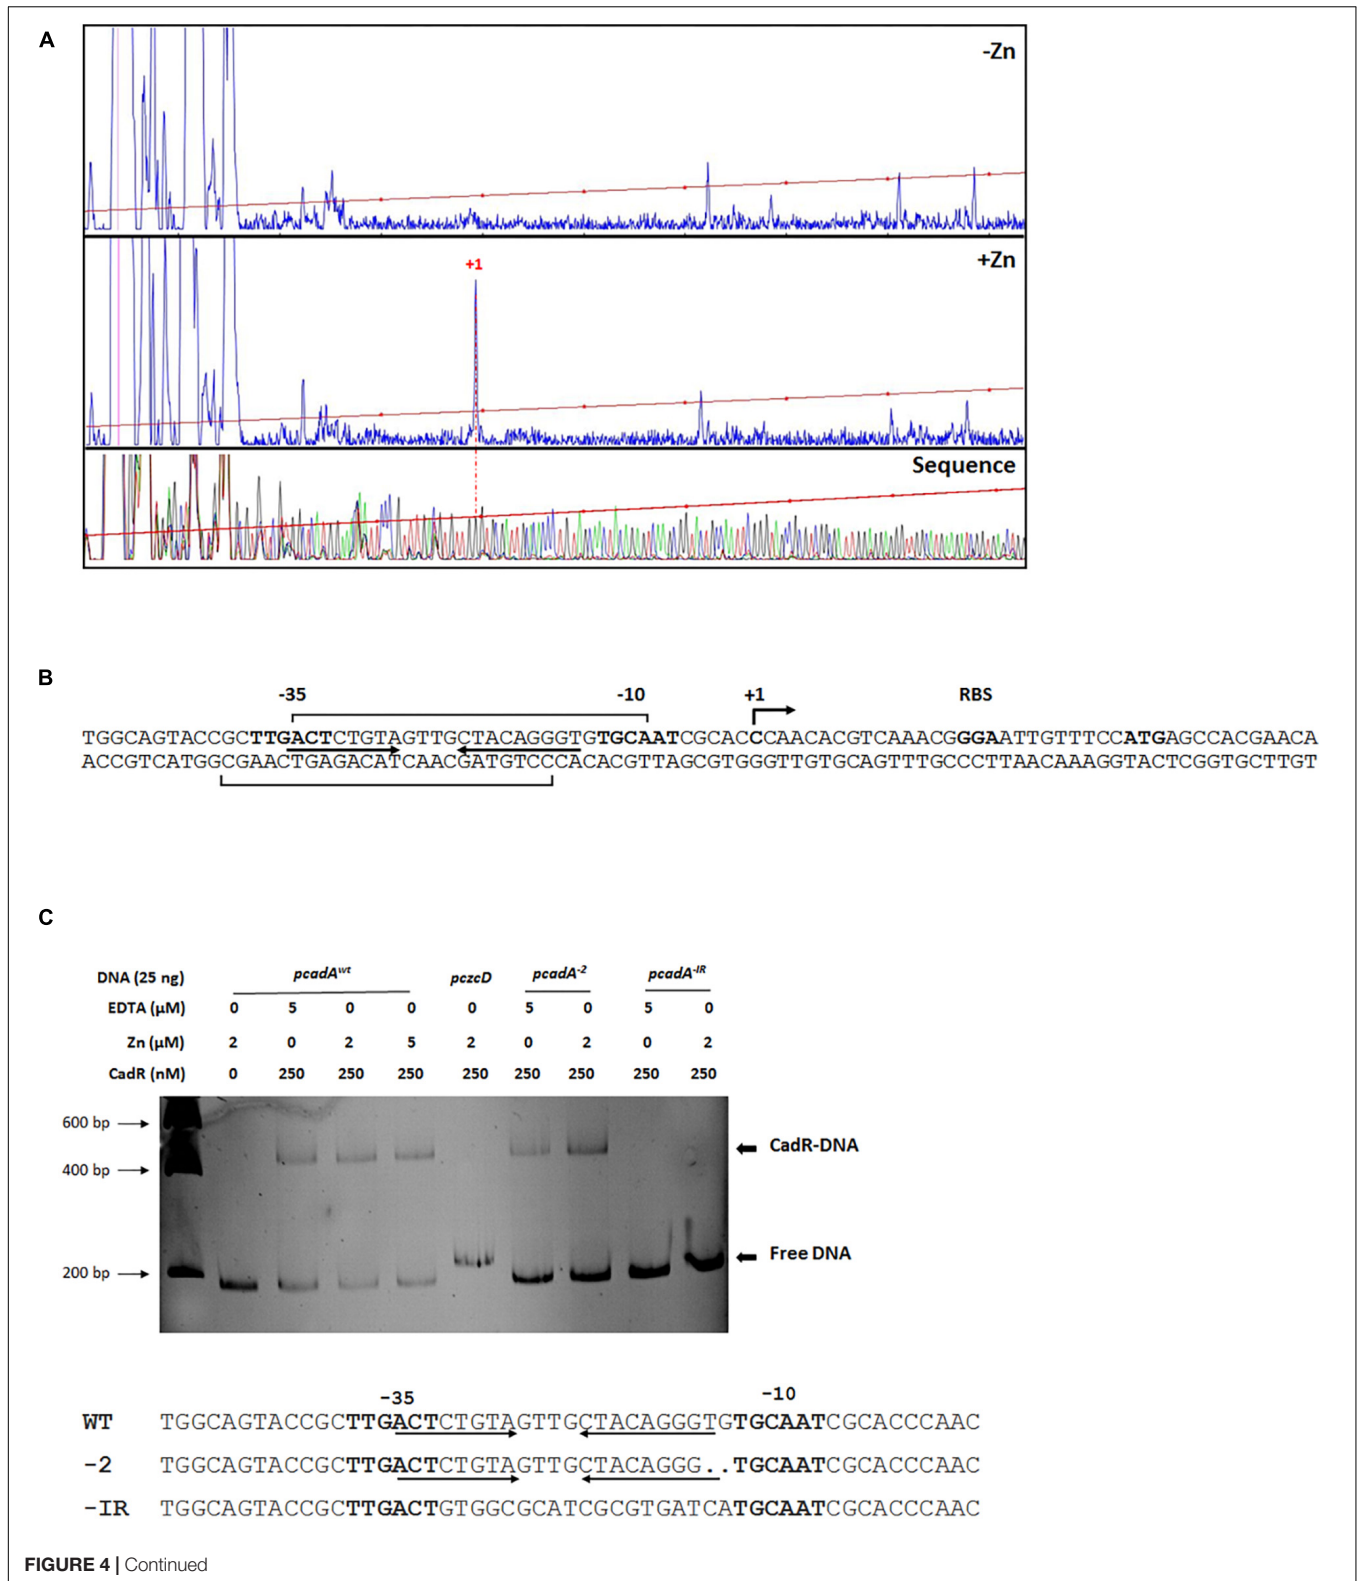 A
-Zn
+1
+Zn
Sequence
B
-35 -10 +1 RBS
TGGCAGTACCGCTTGACTCTGTAGTTGCTACAGGGTGTGCAATCGCACCCAACACGTCAAACGGGAATTGTTTCCATGAGCCACGAACA
ACCGTCATGGCGAACTGAGACATCAACGATGTCCCACACGTTAGCGTGGGTTGTGCAGTTTGCCCTTAACAAAGGTACTCGGTGCTTGT
C
DNA (25 ng) pcadAwt pczcD pcadA-2 pcadA-IR
EDTA (µM) 0 5 0 0 0 5 0 5 0
Zn (µM) 2 0 2 5 2 0 2 0 2
CadR (nM) 0 250 250 250 250 250 250 250 250
600 bp
CadR-DNA
400 bp
Free DNA
200 bp
-35 -10
WT TGGCAGTACCGCTTGACTCTGTAGTTGCTACAGGGTGTGCAATCGCACCCAAC
-2 TGGCAGTACCGCTTGACTCTGTAGTTGCTACAGGG..TGCAATCGCACCCAAC
-IR TGGCAGTACCGCTTGACTGTGGCGCATCGCGTGATCATGCAATCGCACCCAAC
FIGURE 4 | Continued